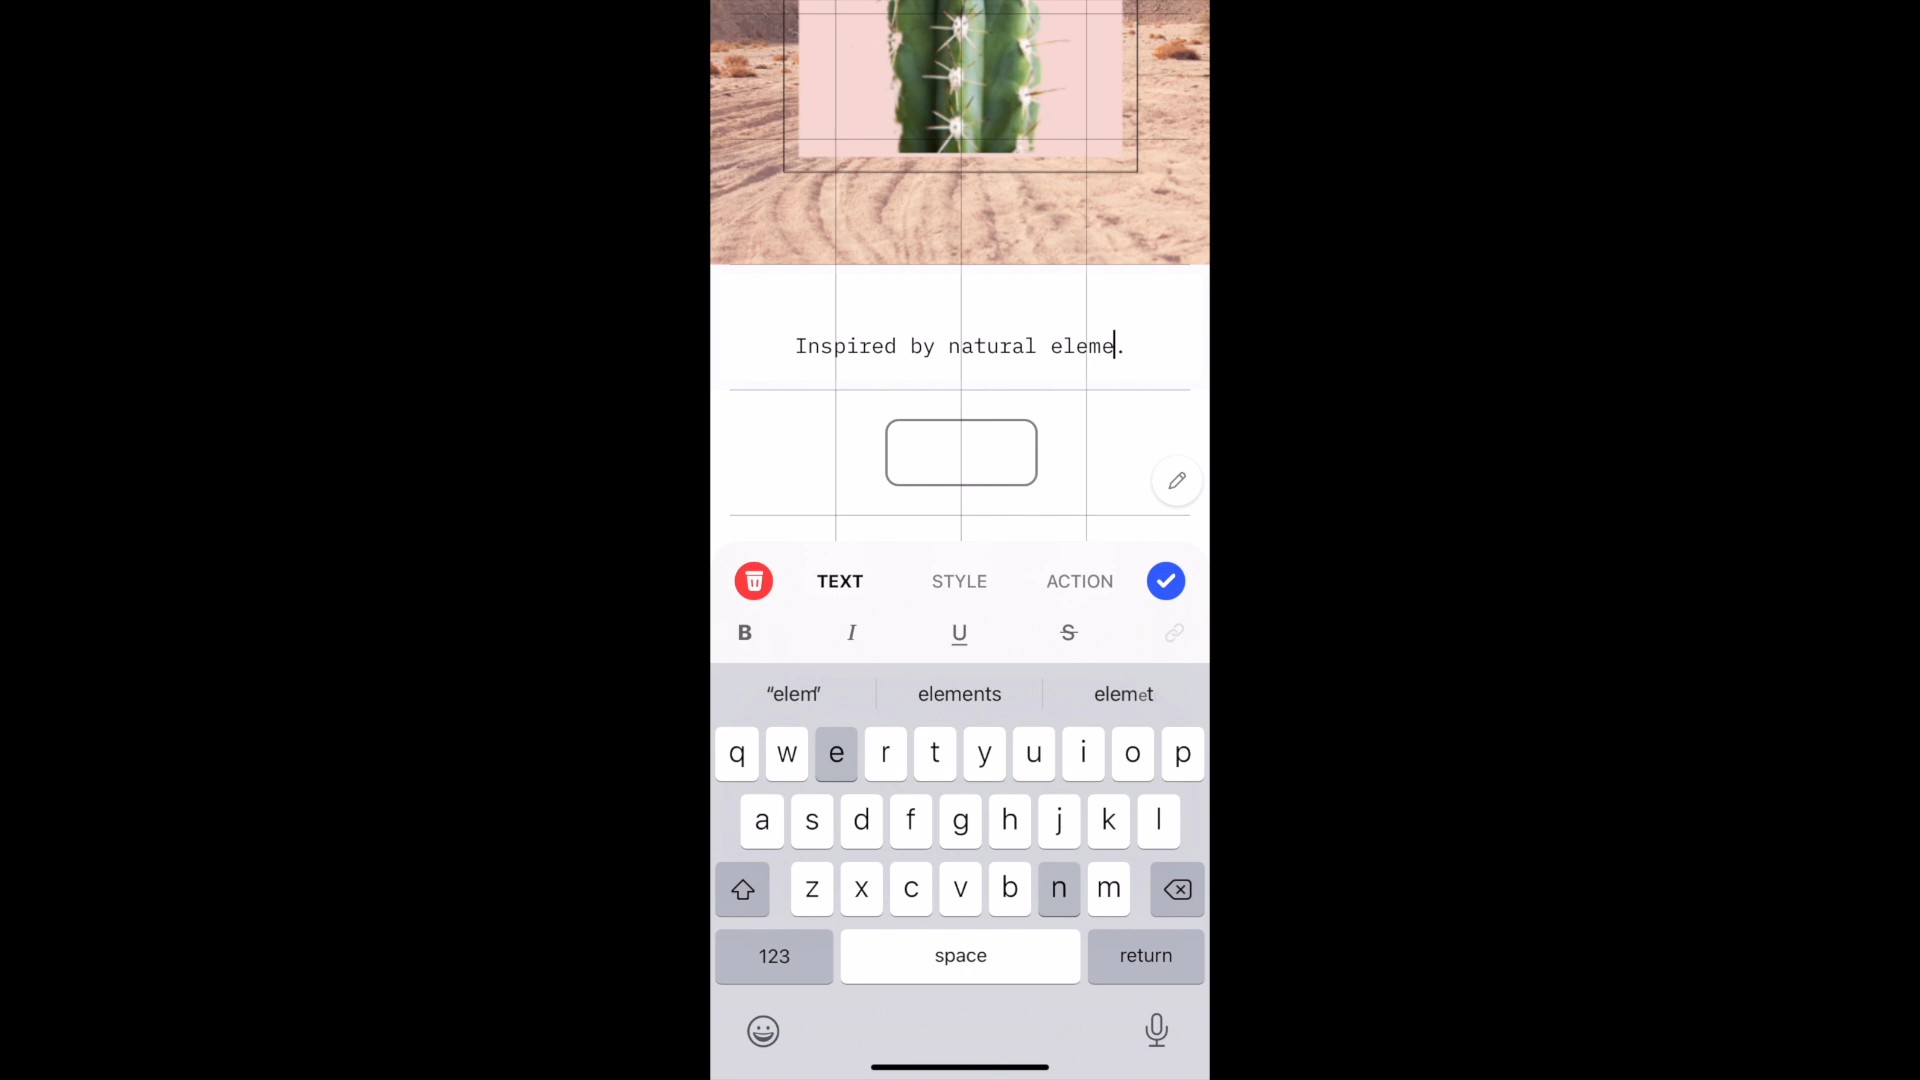 Inspired by natural eleme.
TEXT STYLE ACTION
B I U S
“elem” elements elemet
q w e r t y u i o p
a s d f g h j k l
z x c v b n m
123 space return